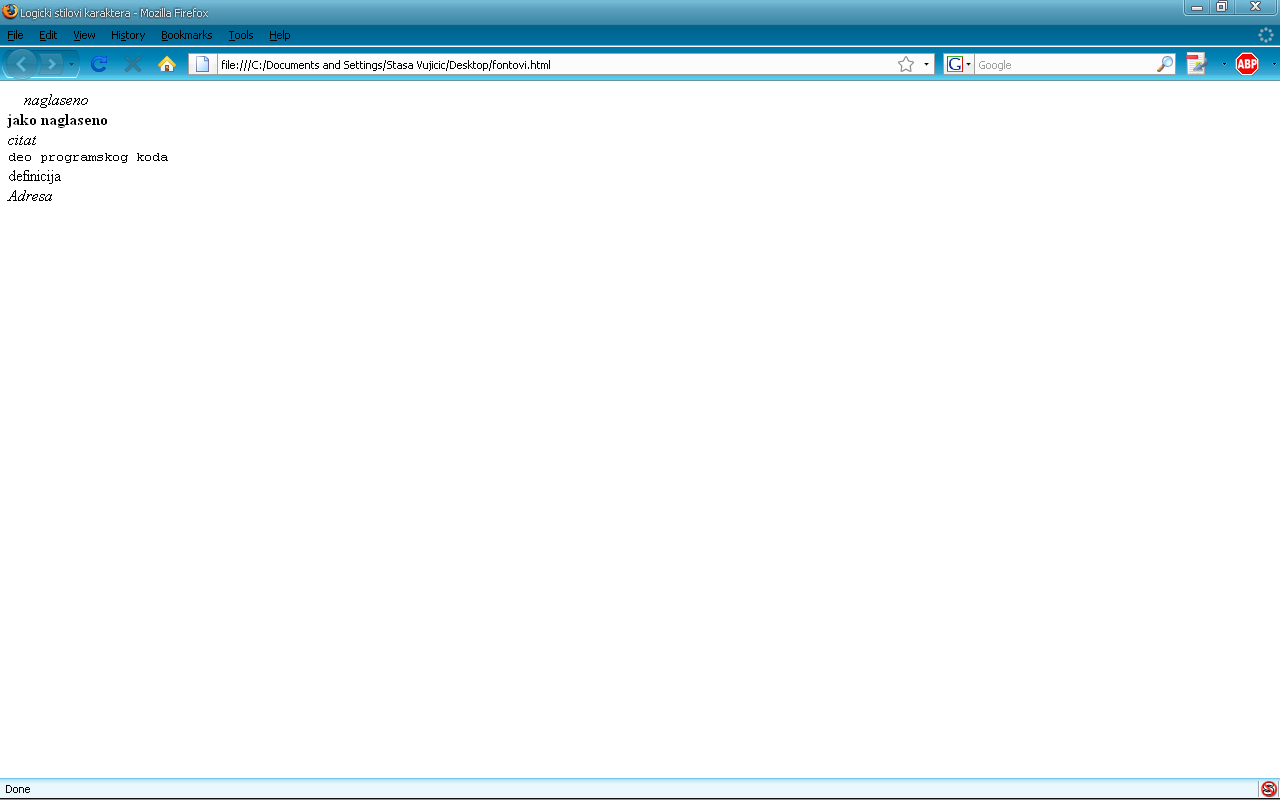 Logicki stilovi karaktera - Mozilla Firefox
File Edit View History Bookmarks Tools Help
file:///C:/Documents and Settings/Stasa Vujicic/Desktop/fontovi.html
G Google
ABP
naglaseno
jako naglaseno
citat
deo programskog koda
definicija
Adresa
Done